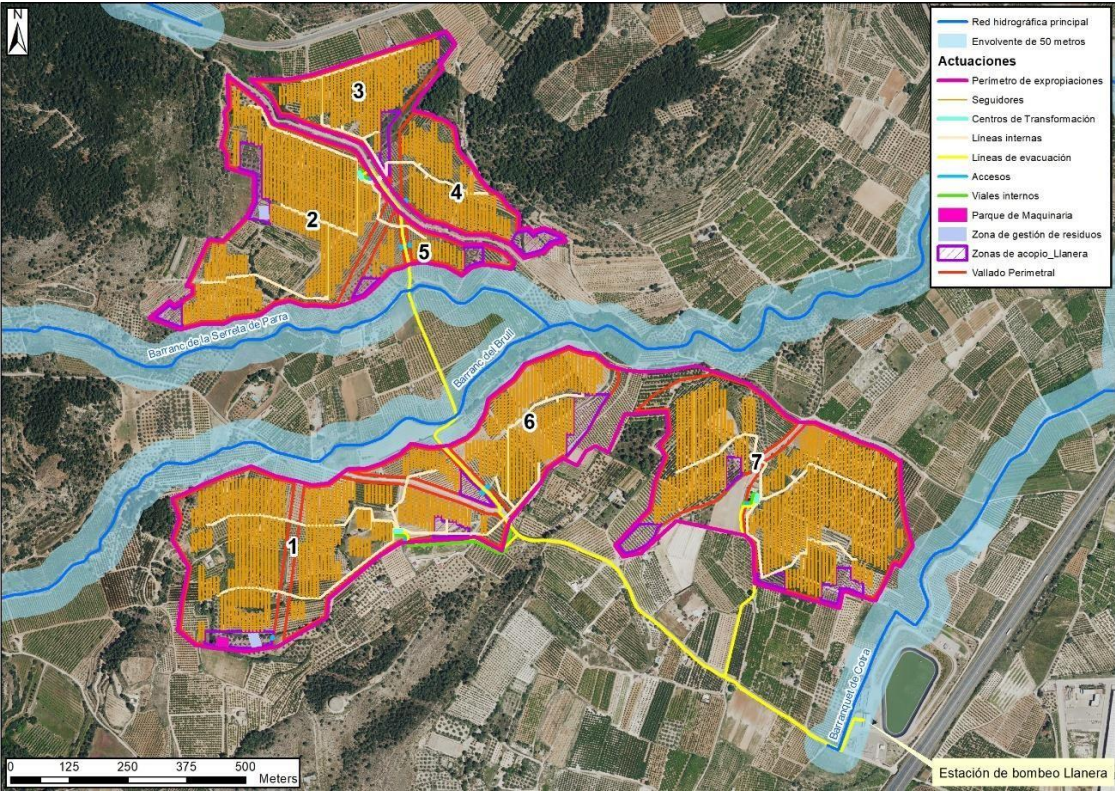 N
Red hidrográfica principal
Envolvente de 50 metros
Actuaciones
Perímetro de expropiaciones
Seguidores
Centros de Transformación
Líneas internas
Líneas de evacuación
Accesos
Viales internos
Parque de Maquinaria
Zona de gestión de residuos
Zonas de acopio_Llanera
Vallado Perimetral
3
4
2
5
Barranc de la Serreta de Parra
Barranc del Bruil
6
7
1
Barranquet de Coira
0 125 250 375 500
Meters
Estación de bombeo Llanera